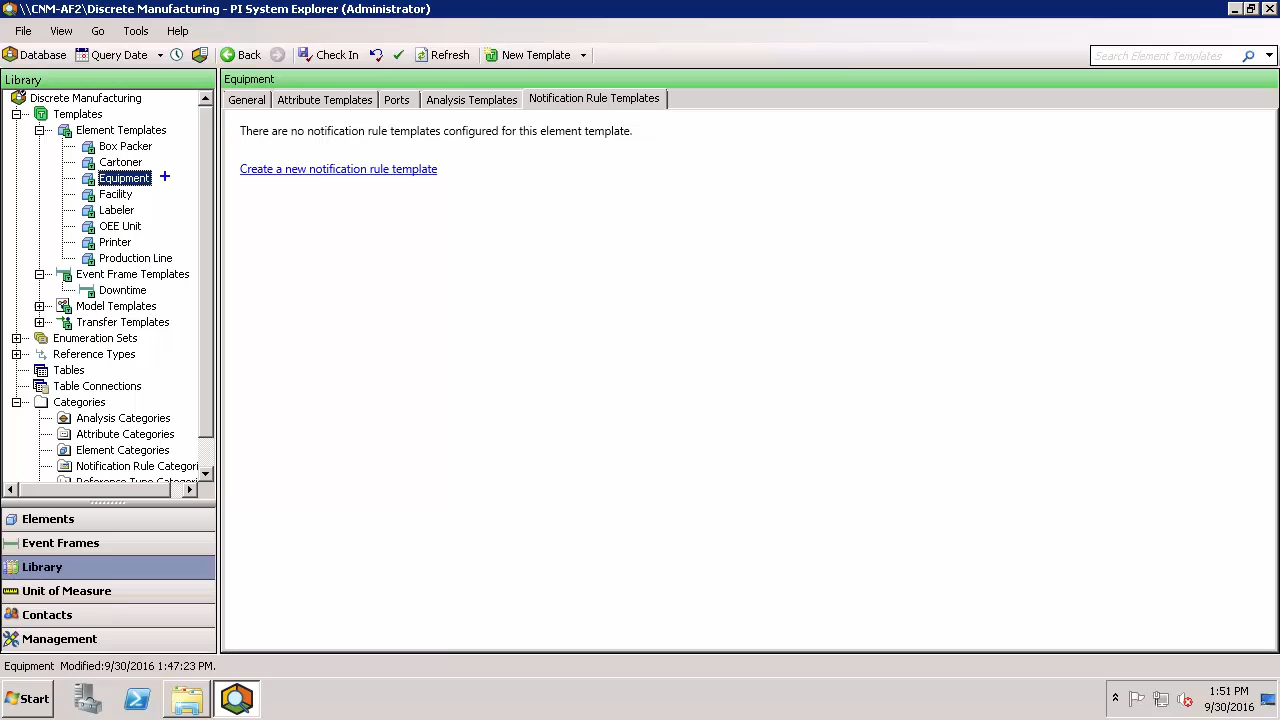 \\CNM-AF2\Discrete Manufacturing - PI System Explorer (Administrator)
File View Go Tools Help
Database Query Date Back Check In Refresh New Template Search Element Templates
Library
Discrete Manufacturing
Templates
Element Templates
Box Packer
Cartoner
Equipment
Facility
Labeler
OEE Unit
Printer
Production Line
Event Frame Templates
Downtime
Model Templates
Transfer Templates
Enumeration Sets
Reference Types
Tables
Table Connections
Categories
Analysis Categories
Attribute Categories
Element Categories
Notification Rule Categori
Reference Type Categori
Elements
Event Frames
Library
Unit of Measure
Contacts
Management
Equipment
General Attribute Templates Ports Analysis Templates Notification Rule Templates
There are no notification rule templates configured for this element template.
Create a new notification rule template
Equipment Modified:9/30/2016 1:47:23 PM.
Start
1:51 PM
9/30/2016